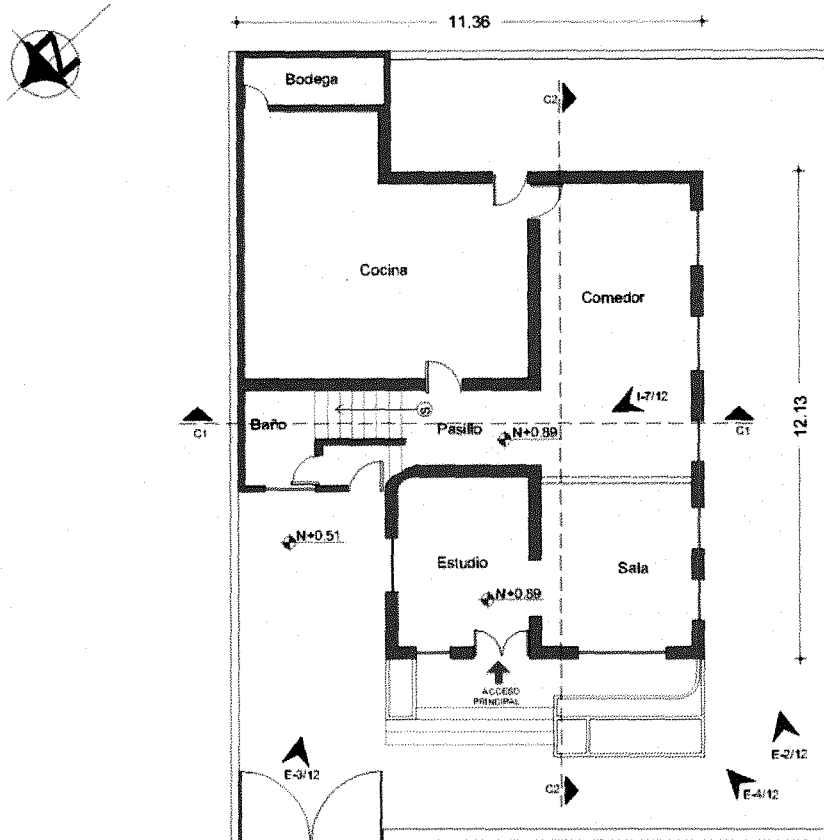 11.36
N
Bodega
C2
Cocina
Comedor
12.13
I-7/12
C1
Baño
S
Pasillo
N+0.89
C1
N+0.51
Estudio
Sala
N+0.89
ACCESO
PRINCIPAL
E-3/12
E-2/12
E-4/12
C2